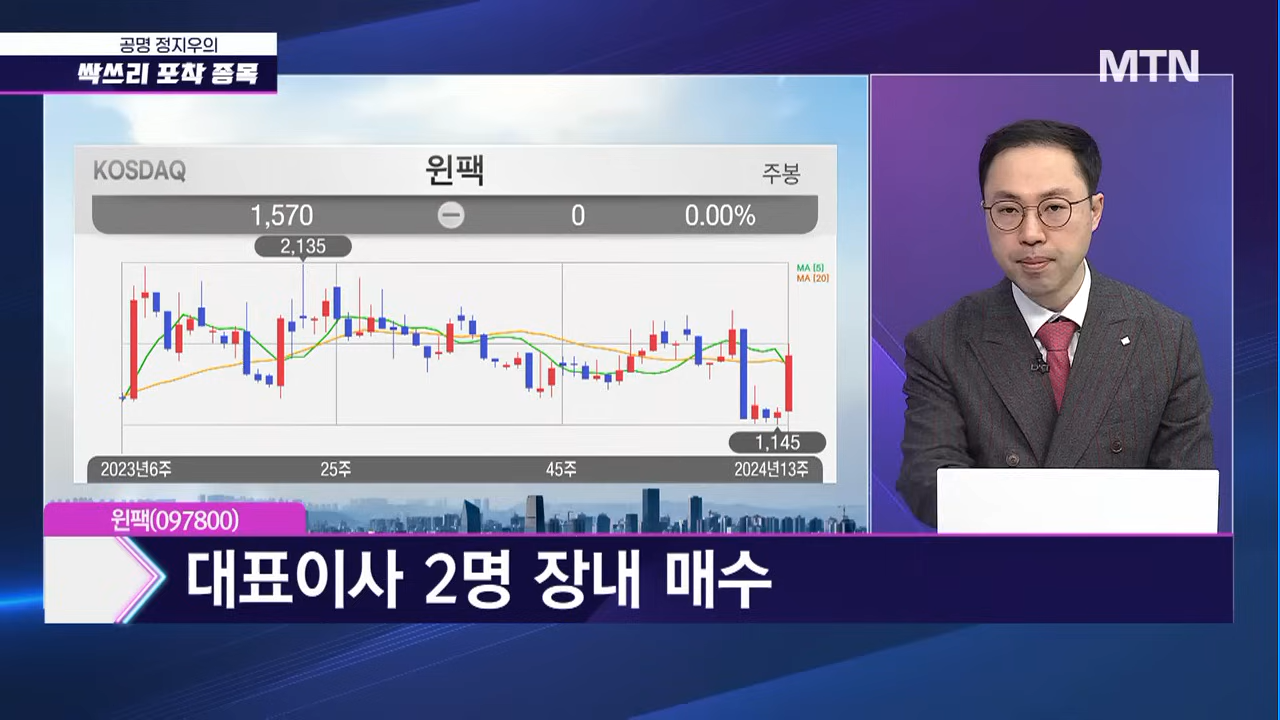 공명 정지우의
싹쓰리 포착 종목
MTN
KOSDAQ
윈팩
주봉
1,570
0
0.00%
2,135
MA [5]
MA [20]
1,145
2023년6주
25주
45주
2024년13주
윈팩(097800)
대표이사 2명 장내 매수